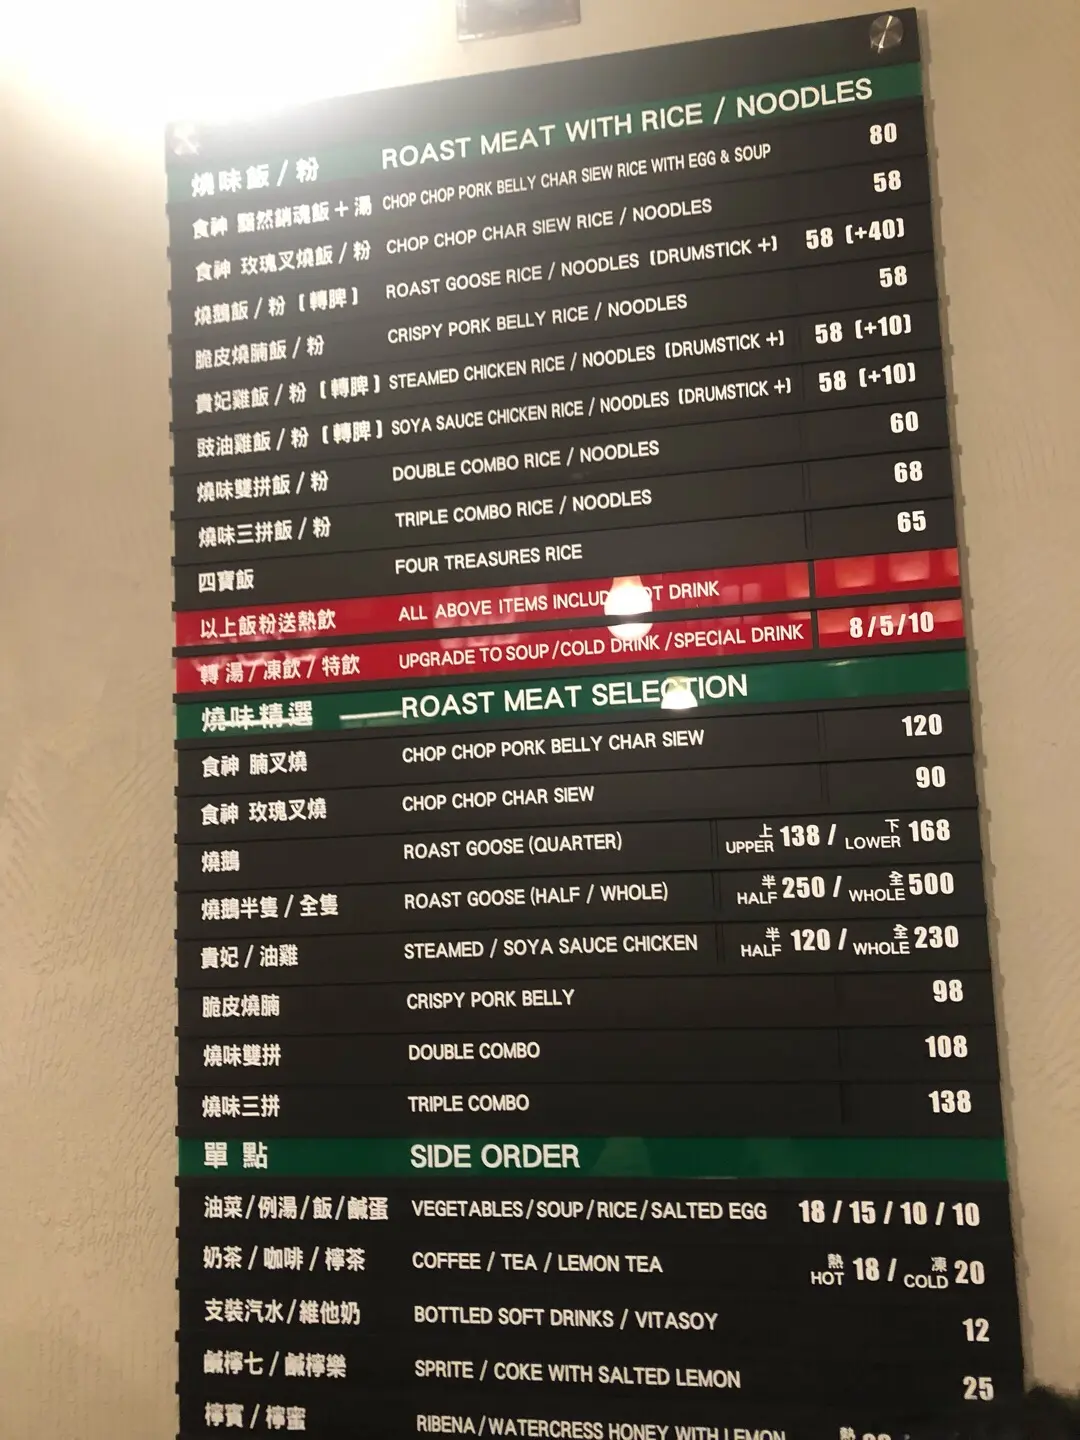 燒味飯 / 粉 ROAST MEAT WITH RICE / NOODLES
食神 黯然銷魂飯 + 湯 CHOP CHOP PORK BELLY CHAR SIEW RICE WITH EGG & SOUP 80
食神 玫瑰叉燒飯 / 粉 CHOP CHOP CHAR SIEW RICE / NOODLES 58
燒鵝飯 / 粉 [ 轉脾 ] ROAST GOOSE RICE / NOODLES [DRUMSTICK +] 58 [+40]
脆皮燒腩飯 / 粉 CRISPY PORK BELLY RICE / NOODLES 58
貴妃雞飯 / 粉 [ 轉脾 ] STEAMED CHICKEN RICE / NOODLES [DRUMSTICK +] 58 [+10]
豉油雞飯 / 粉 [ 轉脾 ] SOYA SAUCE CHICKEN RICE / NOODLES [DRUMSTICK +] 58 [+10]
燒味雙拼飯 / 粉 DOUBLE COMBO RICE / NOODLES 60
燒味三拼飯 / 粉 TRIPLE COMBO RICE / NOODLES 68
四寶飯 FOUR TREASURES RICE 65
以上飯粉送熱飲 ALL ABOVE ITEMS DRINK
轉 湯 / 凍飲 / 特飲 UPGRADE TO SOUP / COLD DRINK / SPECIAL DRINK 8 / 5 / 10
燒味精選 ROAST MEAT SELECTION
食神 腩叉燒 CHOP CHOP PORK BELLY CHAR SIEW 120
食神 玫瑰叉燒 CHOP CHOP CHAR SIEW 90
燒鵝 ROAST GOOSE (QUARTER) 上 UPPER 138 / 下 LOWER 168
燒鵝半隻 / 全隻 ROAST GOOSE (HALF / WHOLE) 半 HALF 250 / 全 WHOLE 500
貴妃 / 油雞 STEAMED / SOYA SAUCE CHICKEN 半 HALF 120 / 全 WHOLE 230
脆皮燒腩 CRISPY PORK BELLY 98
燒味雙拼 DOUBLE COMBO 108
燒味三拼 TRIPLE COMBO 138
單 點 SIDE ORDER
油菜 / 例湯 / 飯 / 鹹蛋 VEGETABLES / SOUP / RICE / SALTED EGG 18 / 15 / 10 / 10
奶茶 / 咖啡 / 檸茶 COFFEE / TEA / LEMON TEA 熱 HOT 18 / 凍 COLD 20
支裝汽水 / 維他奶 BOTTLED SOFT DRINKS / VITASOY 12
鹹檸七 / 鹹檸樂 SPRITE / COKE WITH SALTED LEMON 25
檸賓 / 檸蜜 RIBENA / WATERCRESS HONEY WITH LEMON 熱